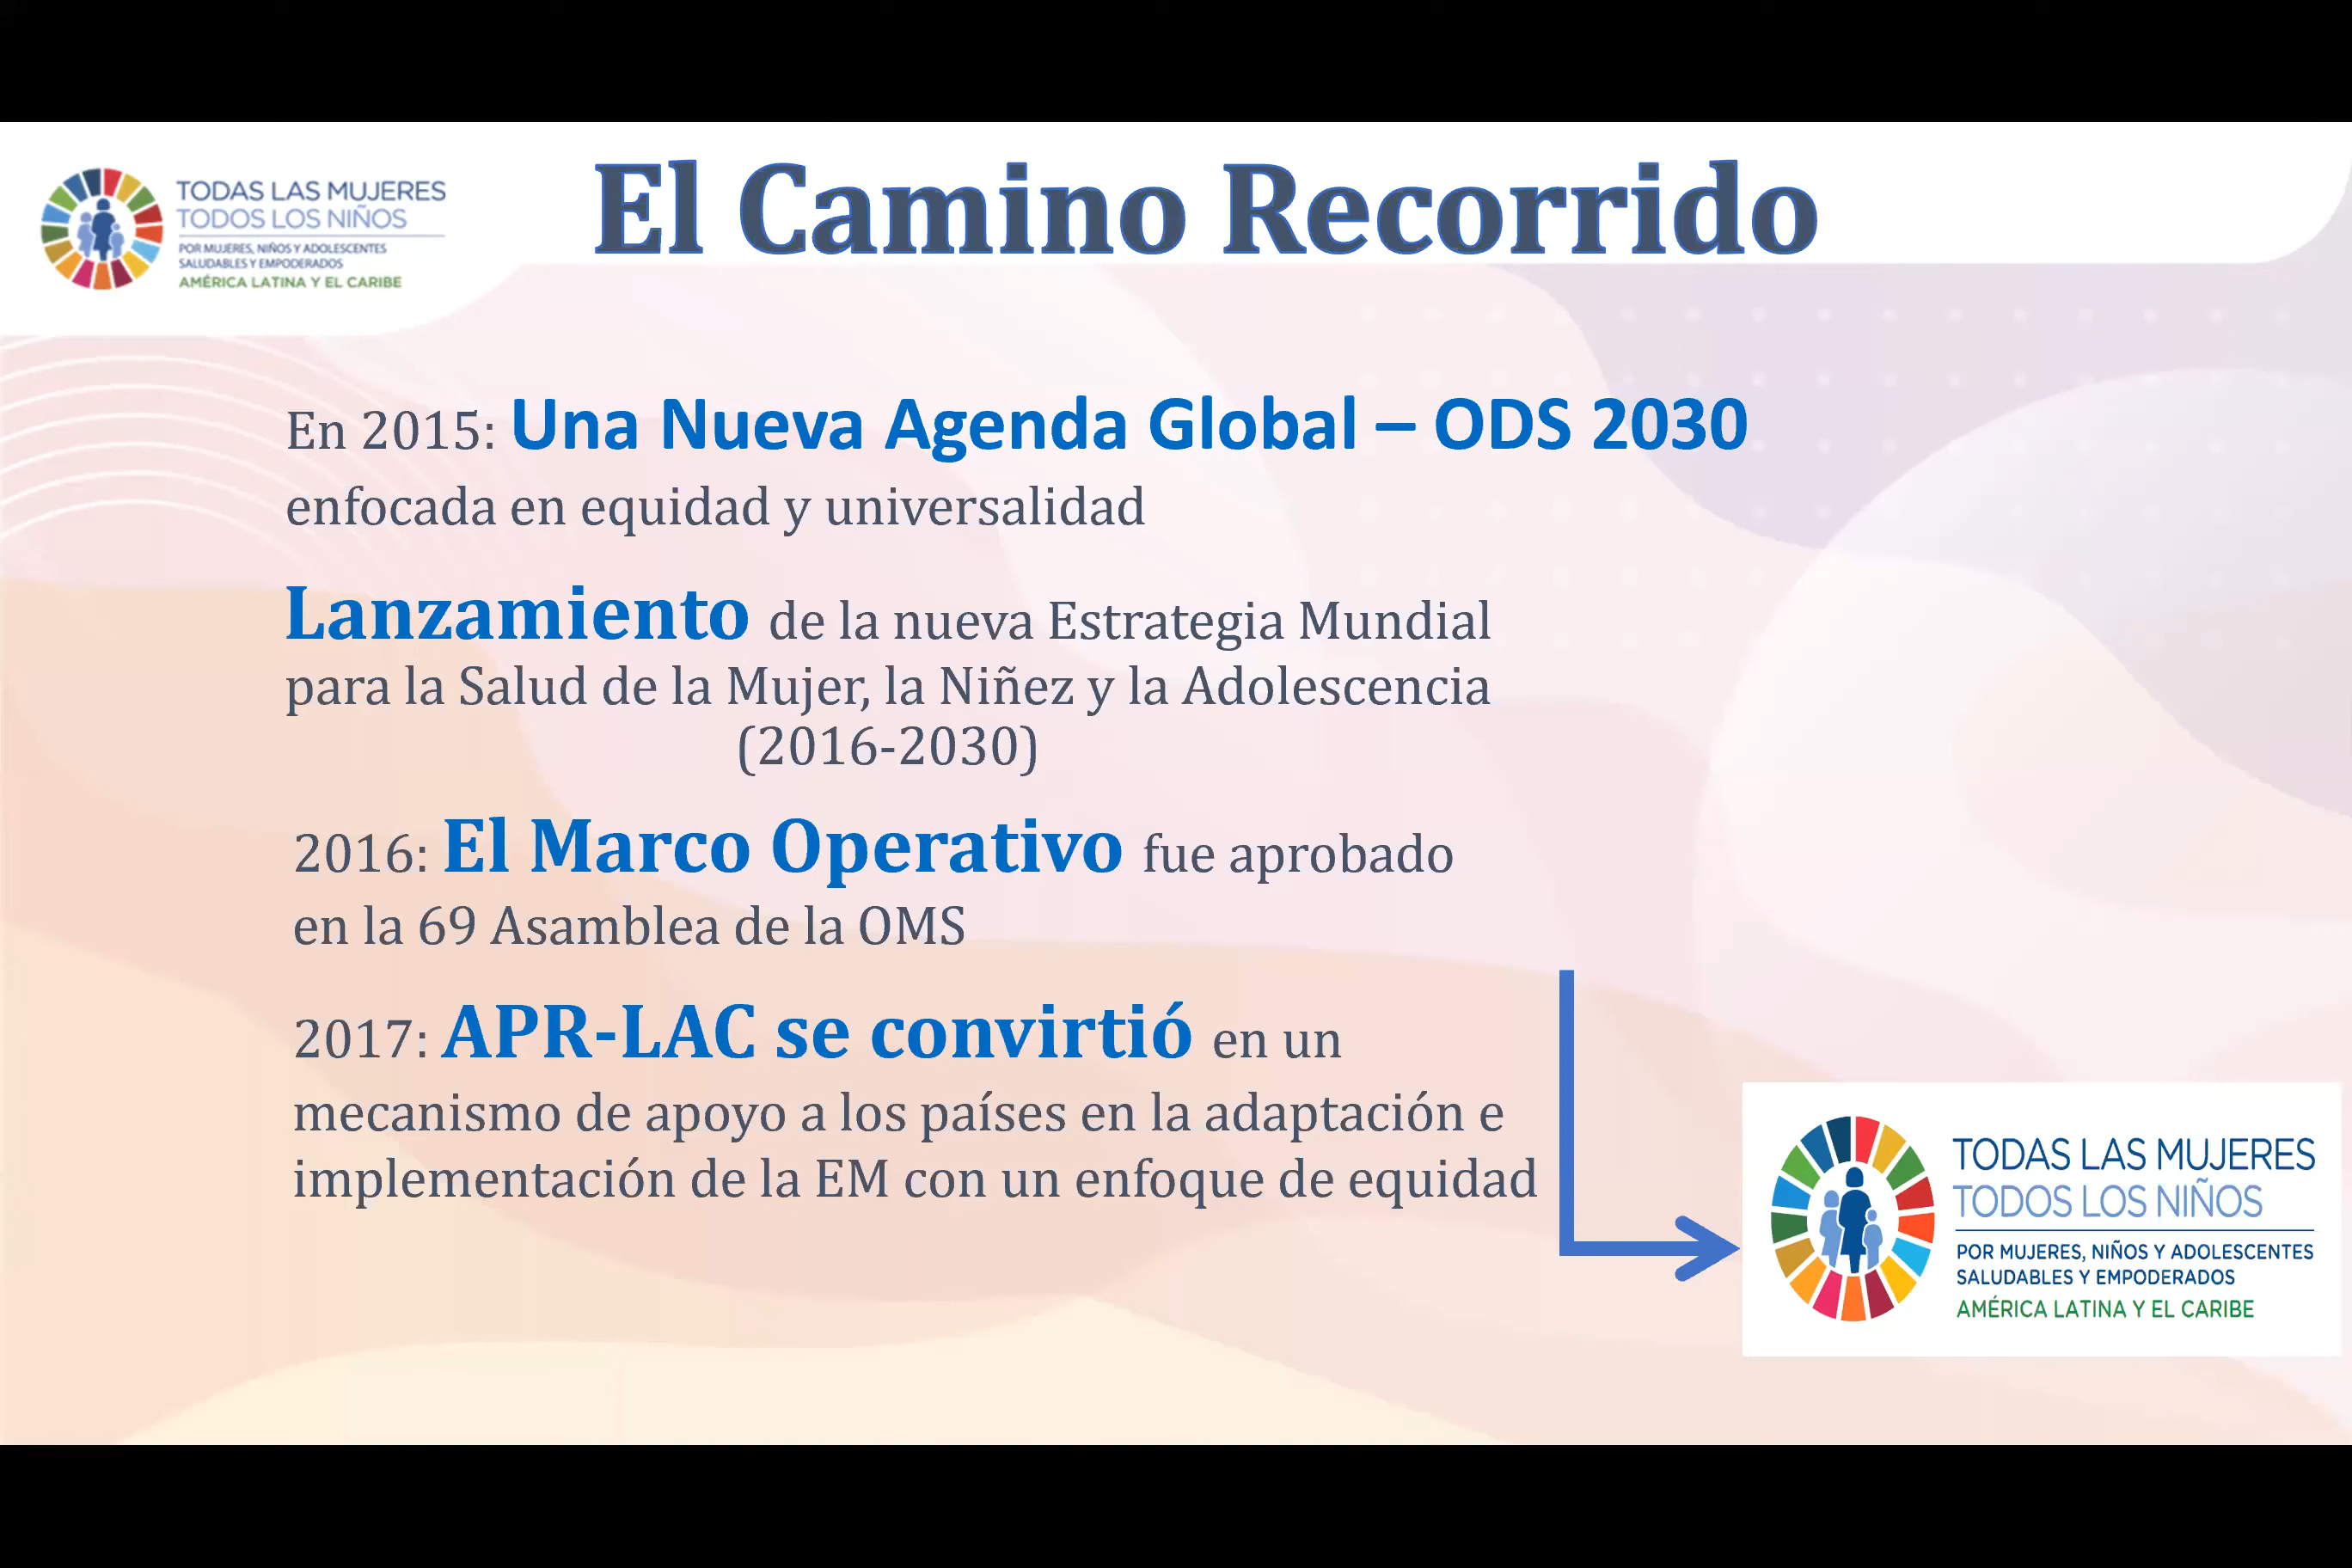 TODAS LAS MUJERES
TODOS LOS NIÑOS
POR MUJERES, NIÑOS Y ADOLESCENTES
SALUDABLES Y EMPODERADOS
AMÉRICA LATINA Y EL CARIBE
El Camino Recorrido
En 2015: Una Nueva Agenda Global – ODS 2030
enfocada en equidad y universalidad
Lanzamiento de la nueva Estrategia Mundial
para la Salud de la Mujer, la Niñez y la Adolescencia
(2016-2030)
2016: El Marco Operativo fue aprobado
en la 69 Asamblea de la OMS
2017: APR-LAC se convirtió en un
mecanismo de apoyo a los países en la adaptación e
implementación de la EM con un enfoque de equidad
TODAS LAS MUJERES
TODOS LOS NIÑOS
POR MUJERES, NIÑOS Y ADOLESCENTES
SALUDABLES Y EMPODERADOS
AMÉRICA LATINA Y EL CARIBE